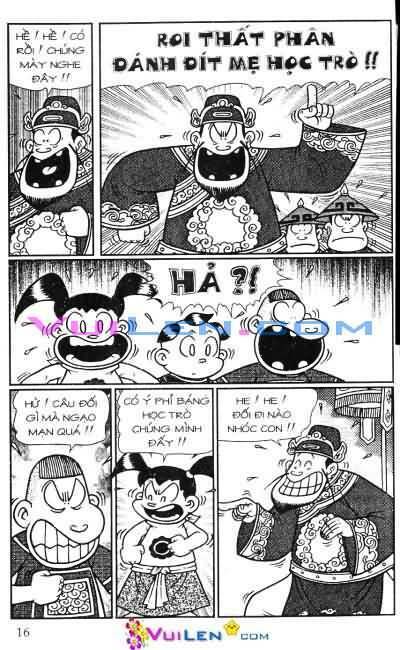 HỀ ! HỀ ! CÓ
RỒI ! CHÚNG
MÀY NGHE
ĐÂY !!
ROI THẤT PHÂN
ĐÁNH ĐÍT MẸ HỌC TRÒ !!
HẢ ?!
VUILEN.COM
HỨ ! CÂU ĐỐI
GÌ MÀ NGẠO
MẠN QUÁ !!
CÓ Ý PHỈ BÁNG
HỌC TRÒ
CHÚNG MÌNH
ĐẤY !!
HE ! HE !
ĐỐI ĐI NÀO
NHÓC CON !!
16
VUILEN.COM